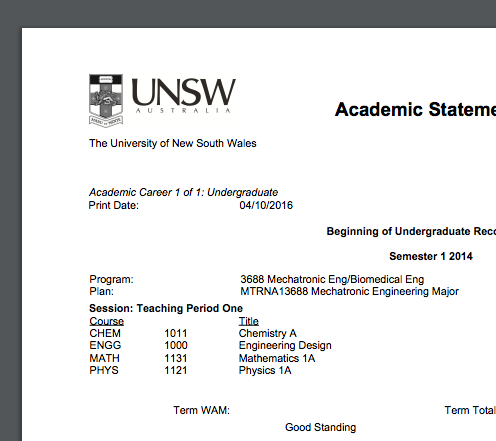 UNSW
AUSTRALIA
Academic Stateme
The University of New South Wales
Academic Career 1 of 1: Undergraduate
Print Date: 04/10/2016
Beginning of Undergraduate Reco
Semester 1 2014
Program: 3688 Mechatronic Eng/Biomedical Eng
Plan: MTRNA13688 Mechatronic Engineering Major
Session: Teaching Period One
Course Title
CHEM 1011 Chemistry A
ENGG 1000 Engineering Design
MATH 1131 Mathematics 1A
PHYS 1121 Physics 1A
Term WAM: Term Total
Good Standing